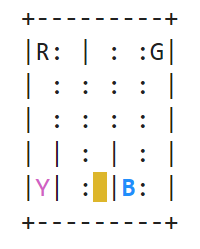 +---------+
|R: | : :G|
| : : : : |
| : : : : |
| | : | : |
|Y| : |B: |
+---------+